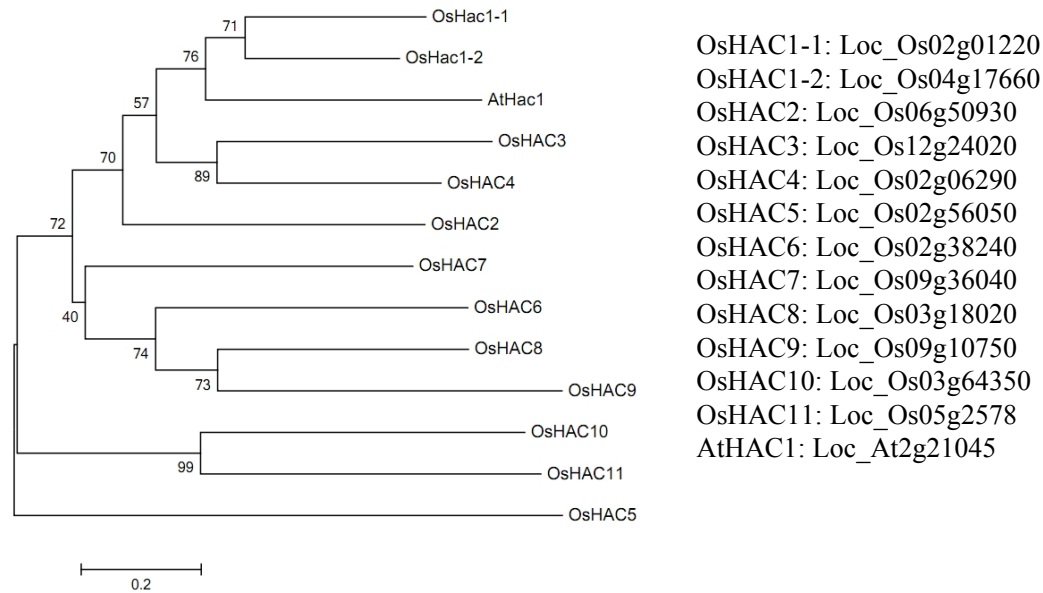 OsHac1-1
71
OsHac1-2
76
AtHac1
57
OsHAC3
89
OsHAC4
70
OsHAC2
72
OsHAC7
40
OsHAC6
74
OsHAC8
73
OsHAC9
OsHAC10
99
OsHAC11
OsHAC5
0.2
OsHAC1-1: Loc_Os02g01220
OsHAC1-2: Loc_Os04g17660
OsHAC2: Loc_Os06g50930
OsHAC3: Loc_Os12g24020
OsHAC4: Loc_Os02g06290
OsHAC5: Loc_Os02g56050
OsHAC6: Loc_Os02g38240
OsHAC7: Loc_Os09g36040
OsHAC8: Loc_Os03g18020
OsHAC9: Loc_Os09g10750
OsHAC10: Loc_Os03g64350
OsHAC11: Loc_Os05g2578
AtHAC1: Loc_At2g21045